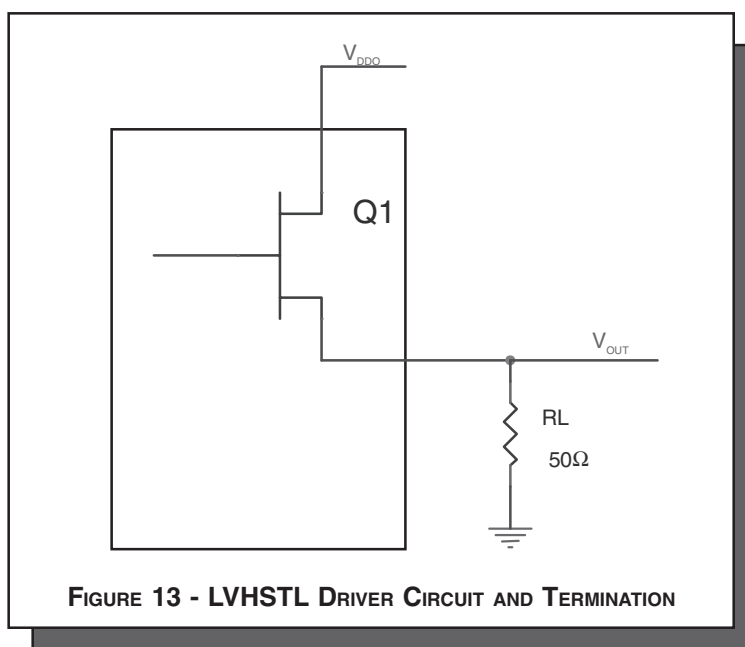 V_DDO
Q1
V_OUT
RL
50Ω
FIGURE 13 - LVHSTL DRIVER CIRCUIT AND TERMINATION